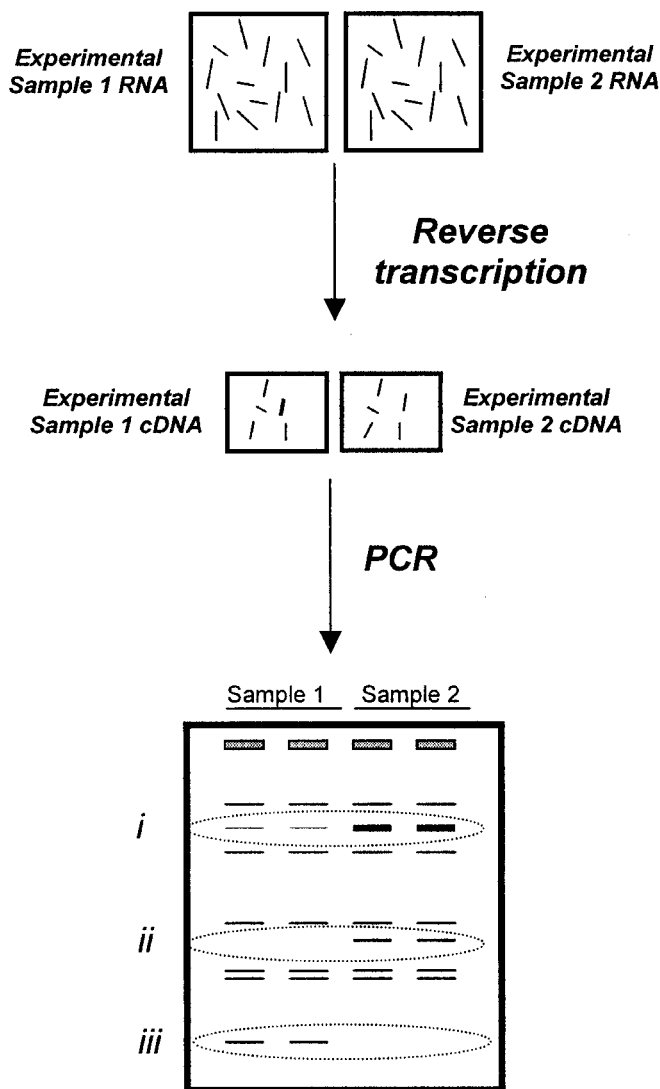 Experimental
Sample 1 RNA
Experimental
Sample 2 RNA
Reverse
transcription
Experimental
Sample 1 cDNA
Experimental
Sample 2 cDNA
PCR
Sample 1
Sample 2
i
ii
iii